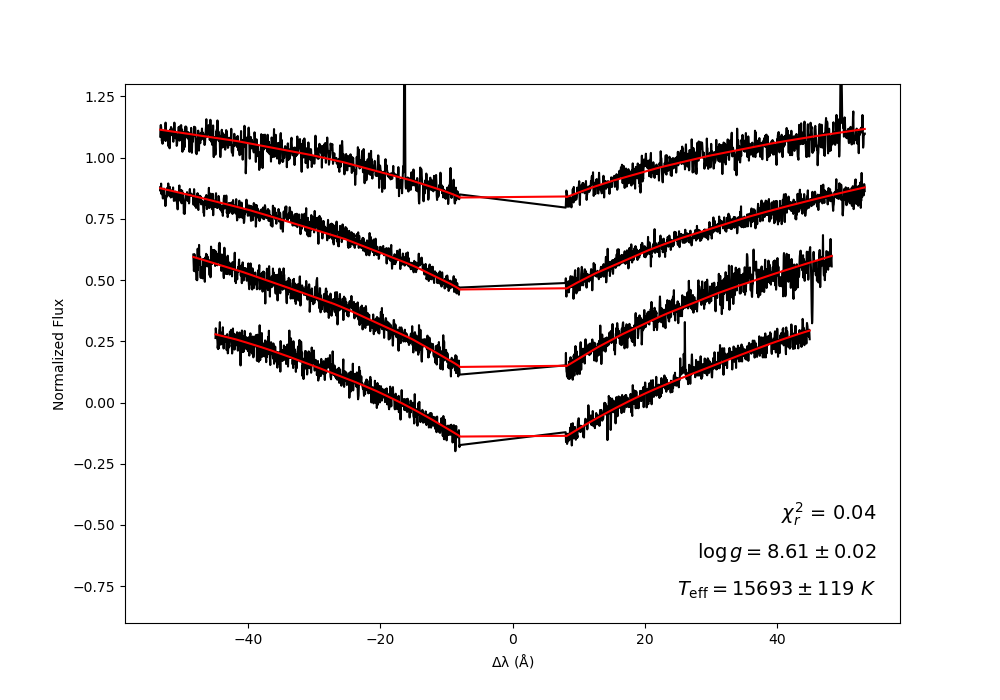 1.25
1.00
0.75
0.50
0.25
0.00
−0.25
−0.50
−0.75
Normalized Flux
χ²ᵣ = 0.04
log g = 8.61 ± 0.02
T_eff = 15693 ± 119 K
−40
−20
0
20
40
Δλ (Å)